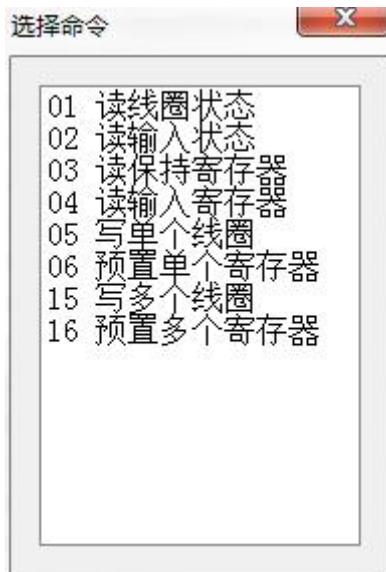 选择命令
01 读线圈状态
02 读输入状态
03 读保持寄存器
04 读输入寄存器
05 写单个线圈
06 预置单个寄存器
15 写多个线圈
16 预置多个寄存器